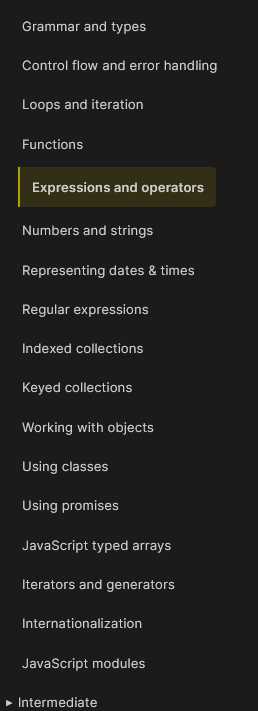 Grammar and types
Control flow and error handling
Loops and iteration
Functions
Expressions and operators
Numbers and strings
Representing dates & times
Regular expressions
Indexed collections
Keyed collections
Working with objects
Using classes
Using promises
JavaScript typed arrays
Iterators and generators
Internationalization
JavaScript modules
Intermediate